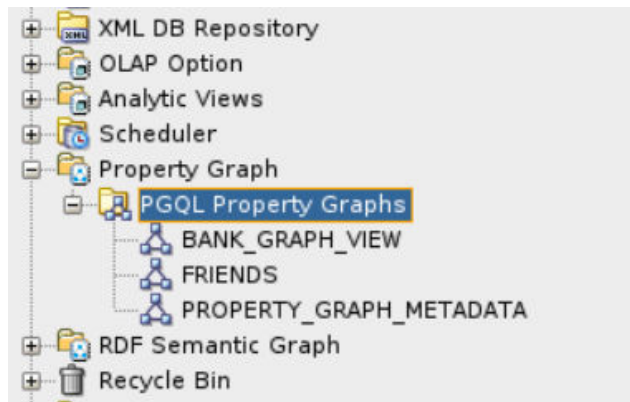 XML DB Repository
OLAP Option
Analytic Views
Scheduler
Property Graph
PGQL Property Graphs
BANK_GRAPH_VIEW
FRIENDS
PROPERTY_GRAPH_METADATA
RDF Semantic Graph
Recycle Bin